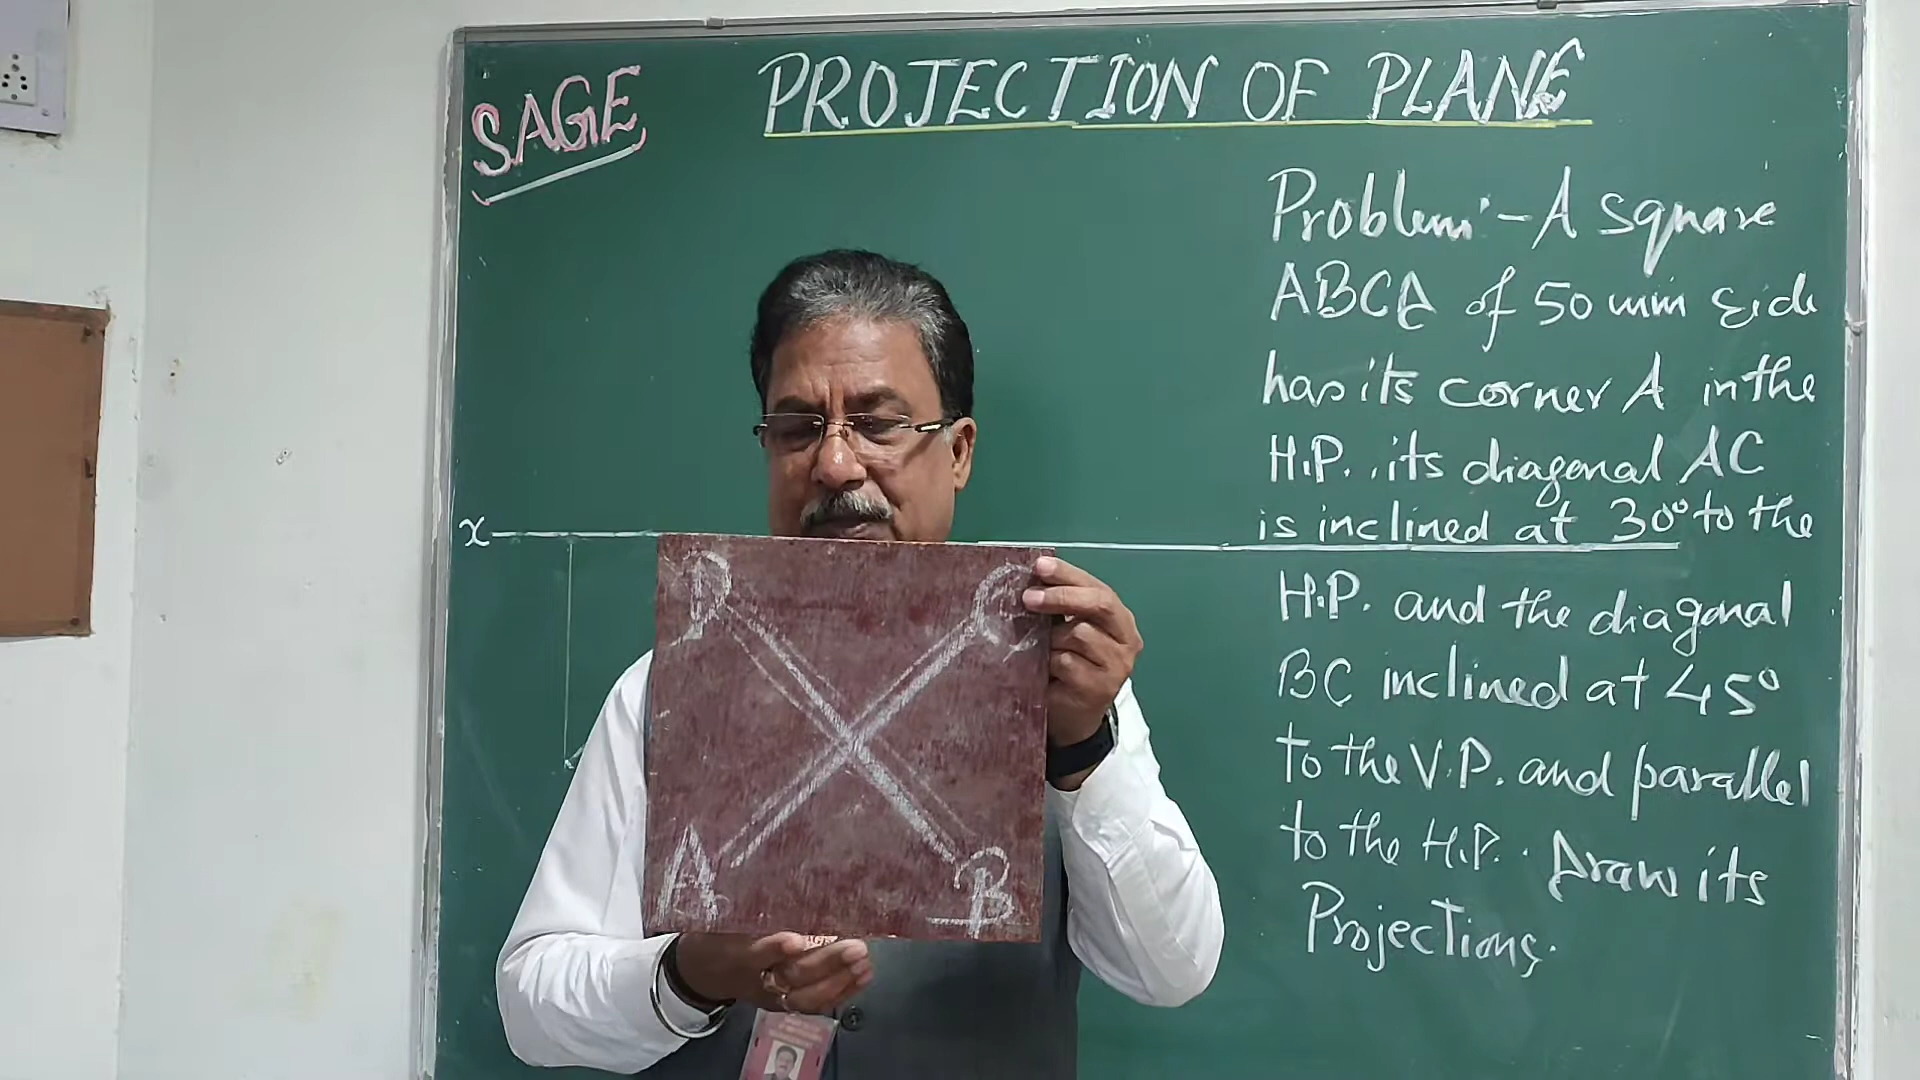 SAGE
PROJECTION OF PLANE
Problem:- A square
ABCD of 50 mm side
has its corner A in the
H.P., its diagonal AC
is inclined at 30° to the
H.P. and the diagonal
BC inclined at 45°
to the V.P. and parallel
to the H.P. Draw its
Projections.
x
D C
A B